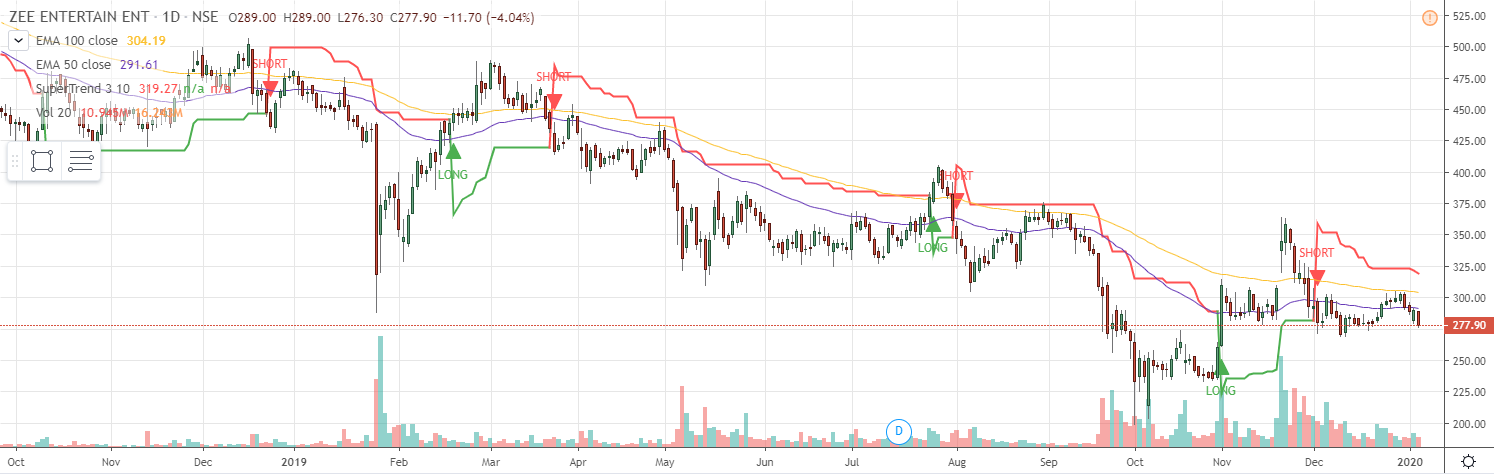 ZEE ENTERTAIN ENT · 1D · NSE O289.00 H289.00 L276.30 C277.90 −11.70 (−4.04%)
EMA 100 close 304.19
EMA 50 close 291.61
SuperTrend 3 10 319.27 n/a n/a
Vol 20 10.945M 16.243M
SHORT
SHORT
LONG
SHORT
LONG
SHORT
LONG
D
!
525.00
500.00
475.00
450.00
425.00
400.00
375.00
350.00
325.00
300.00
277.90
250.00
225.00
200.00
Oct Nov Dec 2019 Feb Mar Apr May Jun Jul Aug Sep Oct Nov Dec 2020